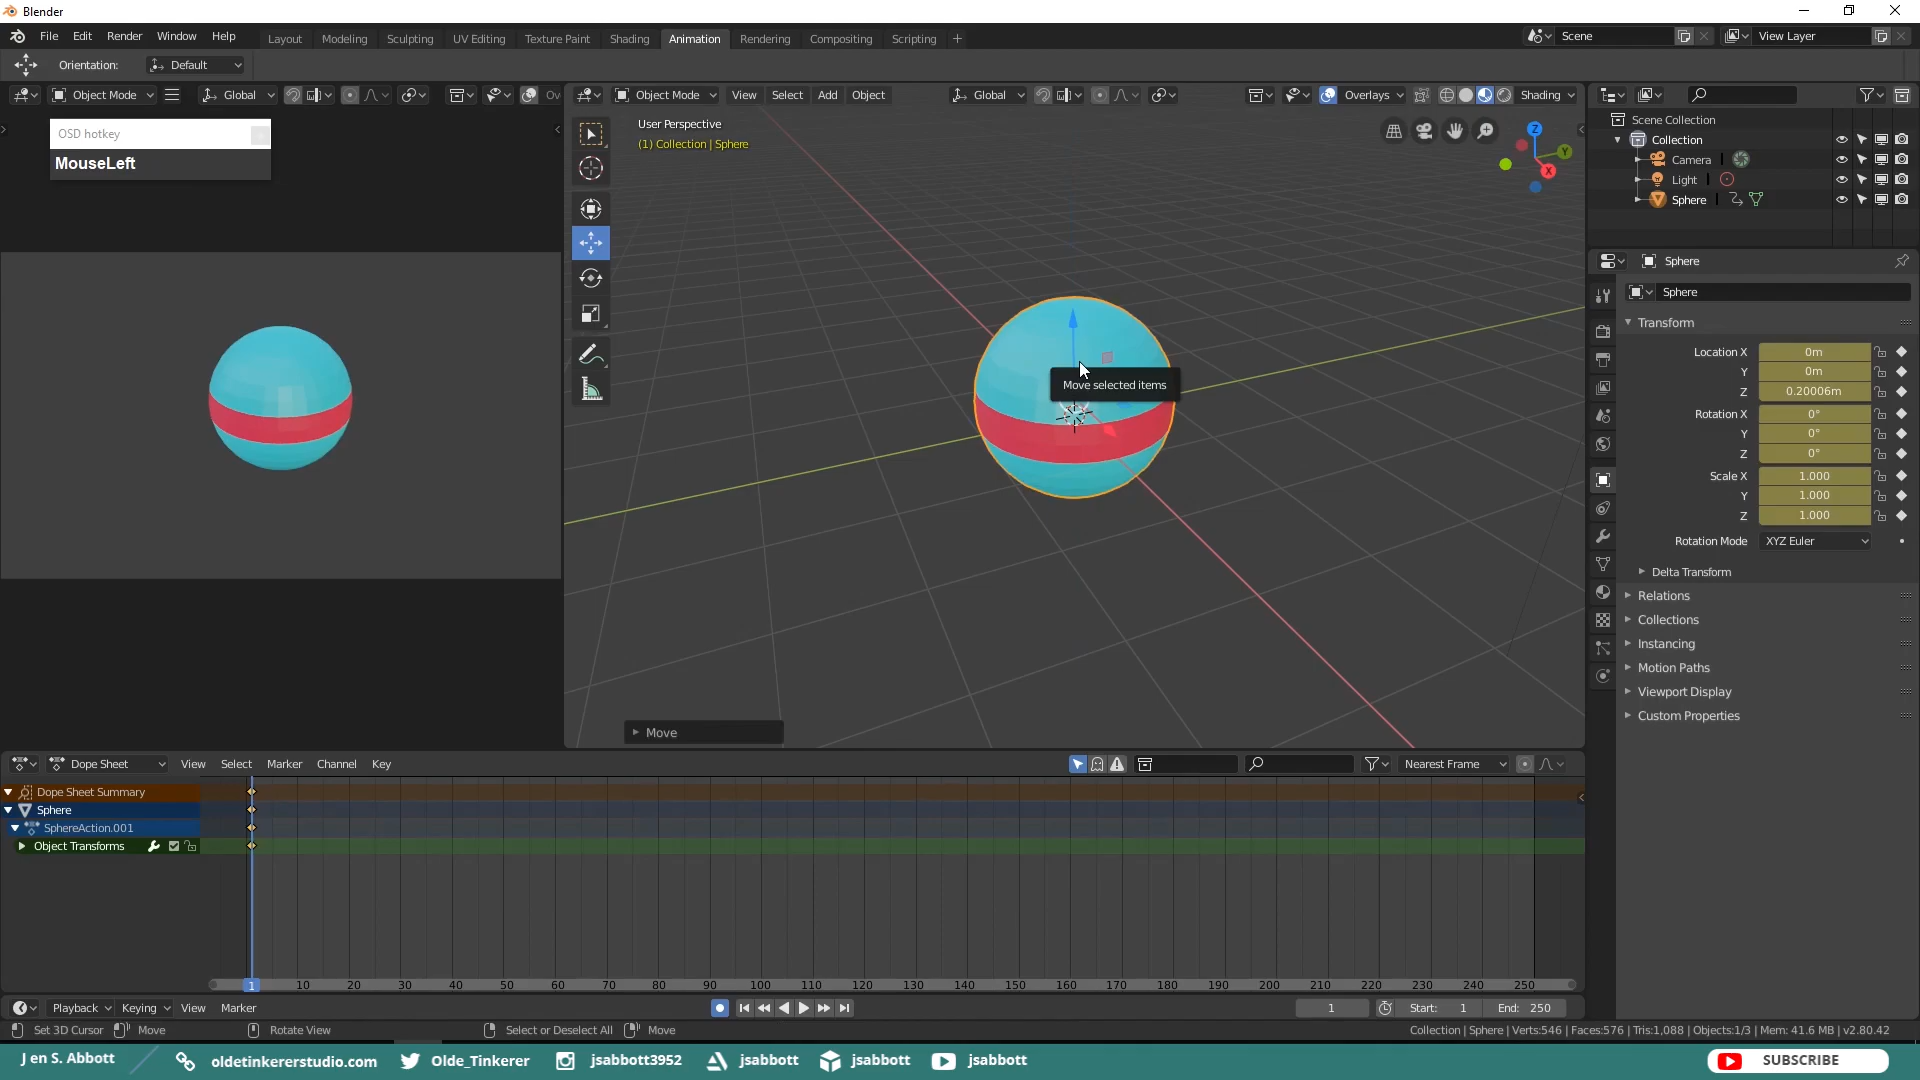 Blender
File Edit Render Window Help Layout Modeling Sculpting UV Editing Texture Paint Shading Animation Rendering Compositing Scripting + Scene View Layer
Orientation: Default
Object Mode Global Ov
Object Mode View Select Add Object Global Overlays Shading
OSD hotkey
MouseLeft
User Perspective
(1) Collection | Sphere
Z
Y
X
Move selected items
Move
Scene Collection
Collection
Camera
Light
Sphere
Sphere
Sphere
Transform
Location X 0m
Y 0m
Z 0.20006m
Rotation X 0°
Y 0°
Z 0°
Scale X 1.000
Y 1.000
Z 1.000
Rotation Mode XYZ Euler
Delta Transform
Relations
Collections
Instancing
Motion Paths
Viewport Display
Custom Properties
Dope Sheet View Select Marker Channel Key Nearest Frame
Dope Sheet Summary
Sphere
SphereAction.001
Object Transforms
1 10 20 30 40 50 60 70 80 90 100 110 120 130 140 150 160 170 180 190 200 210 220 230 240 250
Playback Keying View Marker 1 Start: 1 End: 250
Set 3D Cursor Move Rotate View Select or Deselect All Move Collection | Sphere | Verts:546 | Faces:576 | Tris:1,088 | Objects:1/3 | Mem: 41.6 MB | v2.80.42
J en S. Abbott oldetinkererstudio.com Olde_Tinkerer jsabbott3952 jsabbott jsabbott jsabbott SUBSCRIBE